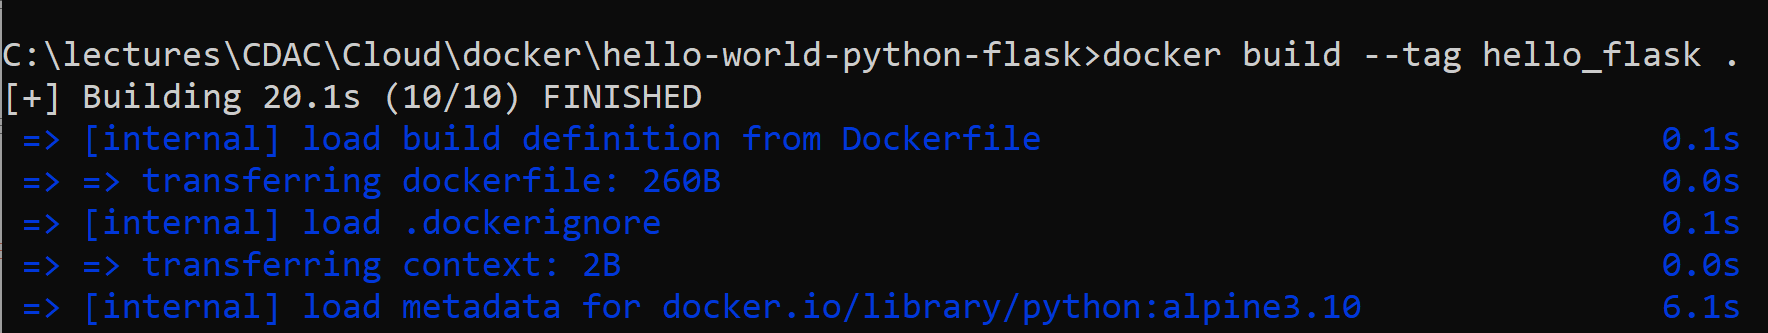 C:\lectures\CDAC\Cloud\docker\hello-world-python-flask>docker build --tag hello_flask .
[+] Building 20.1s (10/10) FINISHED
=> [internal] load build definition from Dockerfile 0.1s
=> => transferring dockerfile: 260B 0.0s
=> [internal] load .dockerignore 0.1s
=> => transferring context: 2B 0.0s
=> [internal] load metadata for docker.io/library/python:alpine3.10 6.1s